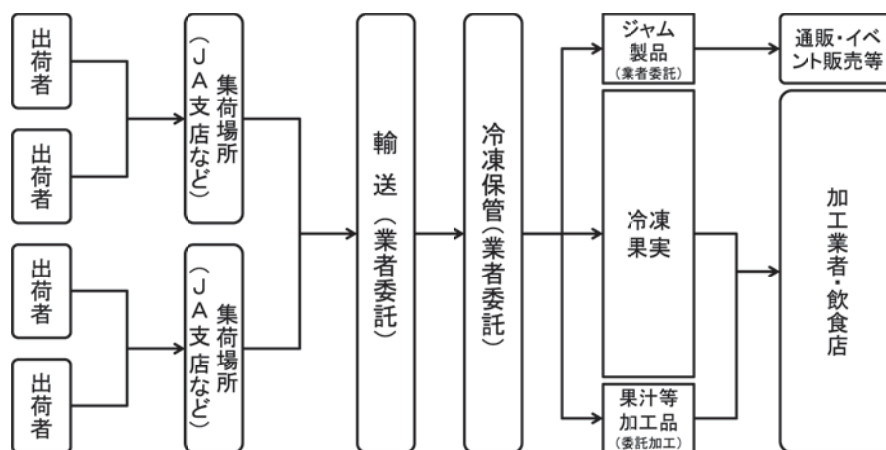 出荷者
出荷者
出荷者
出荷者
集荷場所
（ＪＡ支店など）
集荷場所
（ＪＡ支店など）
輸送（業者委託）
冷凍保管（業者委託）
ジャム
製品
（業者委託）
冷凍
果実
果汁等
加工品
（委託加工）
通販・イベ
ント販売等
加工業者・飲食店